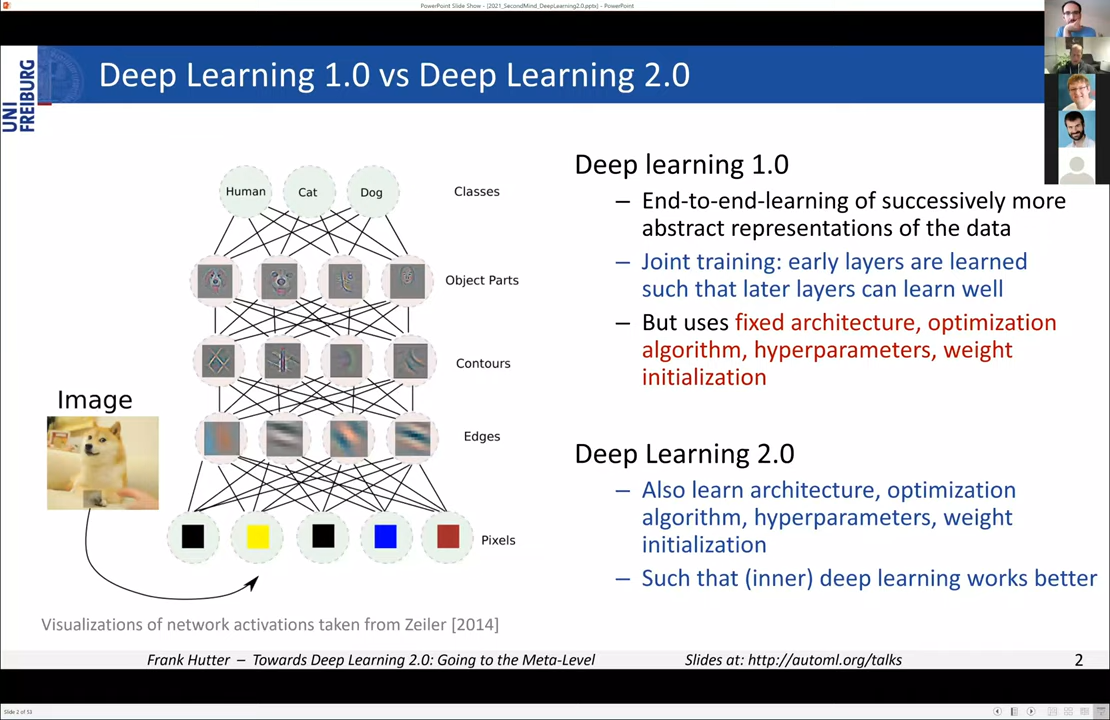 PowerPoint Slide Show - [2021_SecondMind_DeepLearning2.0.pptx] - PowerPoint
UNI
FREIBURG
Deep Learning 1.0 vs Deep Learning 2.0
Human
Cat
Dog
Classes
Object Parts
Contours
Edges
Pixels
Image
Visualizations of network activations taken from Zeiler [2014]
Deep learning 1.0
– End-to-end-learning of successively more
abstract representations of the data
– Joint training: early layers are learned
such that later layers can learn well
– But uses fixed architecture, optimization
algorithm, hyperparameters, weight
initialization
Deep Learning 2.0
– Also learn architecture, optimization
algorithm, hyperparameters, weight
initialization
– Such that (inner) deep learning works better
Frank Hutter – Towards Deep Learning 2.0: Going to the Meta-Level
Slides at: http://automl.org/talks
2
Slide 2 of 53